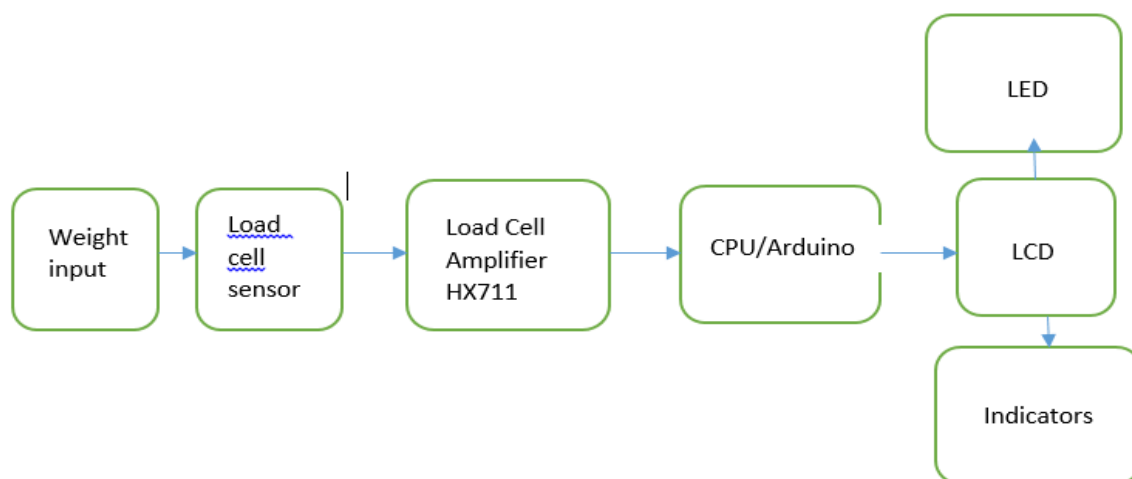 LED
Weight
input
Load
cell
sensor
Load Cell
Amplifier
HX711
CPU/Arduino
LCD
Indicators